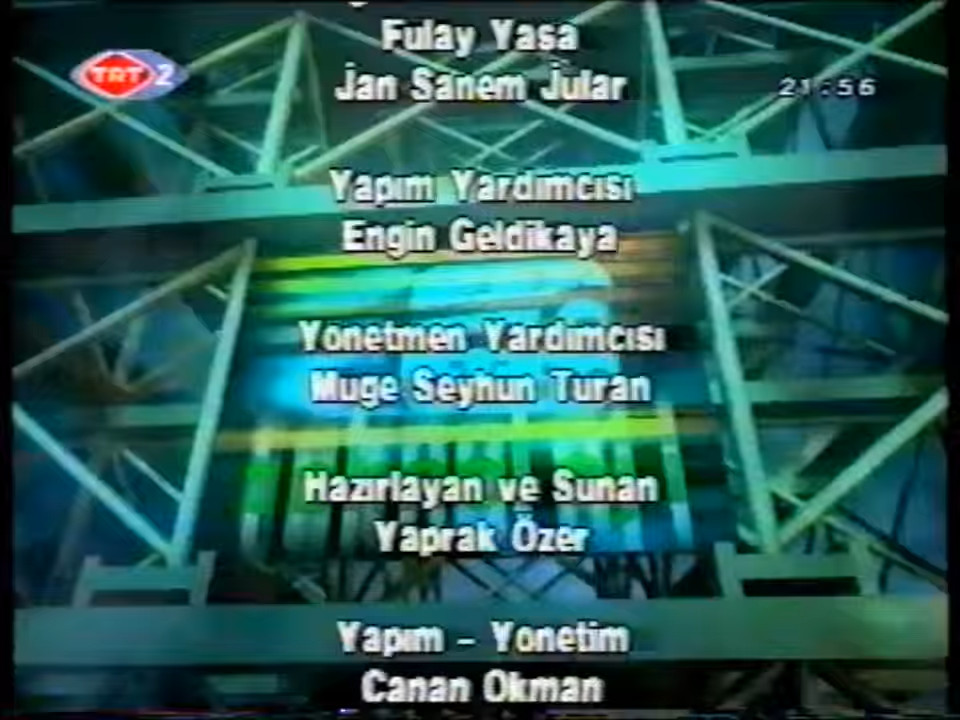 Fulay Yasa
TRT 2
Jan Sanem Jular
21:56
Yapım Yardımcısı
Engin Geldikaya
Yonetmen Yardımcısı
Muge Seyhun Turan
Hazırlayan ve Sunan
Yaprak Özer
Yapım - Yonetim
Canan Okman